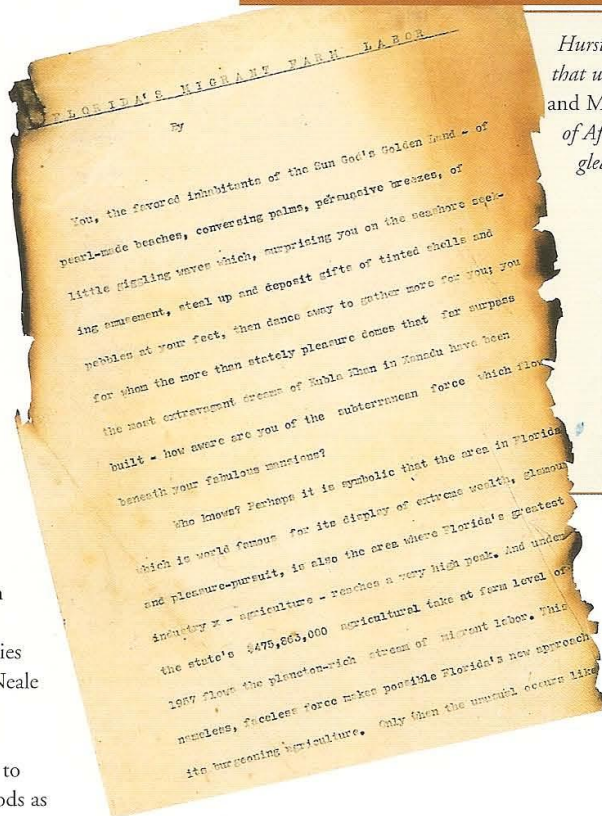 Hurst
that u
and M
of Af
glea
FLORIDA'S MIGRANT FARM LABOR
By
You, the favored inhabitants of the Sun God's Golden Land - of
pearl-made beaches, conversing palms, persuasive breezes, of
little giggling waves which, surprising you on the seashore seek-
ing amusement, steal up and deposit gifts of tinted shells and
pebbles at your feet, then dance away to gather more for you; you
for whom the more than stately pleasure domes that far surpass
the most extravagant dreams of Kubla Khan in Xanadu have been
built - how aware are you of the subterranean force which flow
beneath your fabulous mansions?
Who knows? Perhaps it is symbolic that the area in Florida
which is world famous for its display of extreme wealth, glamour
and pleasure-pursuit, is also the area where Florida's greatest
industry x - agriculture - reaches a very high peak. And under
the state's $475,863,000 agricultural take at farm level of
1957 flows the plancton-rich stream of migrant labor. This
nameless, faceless force makes possible Florida's new approach
its burgeoning agriculture. Only when the unusual occurs like
n
ies
Neale
to
ods as